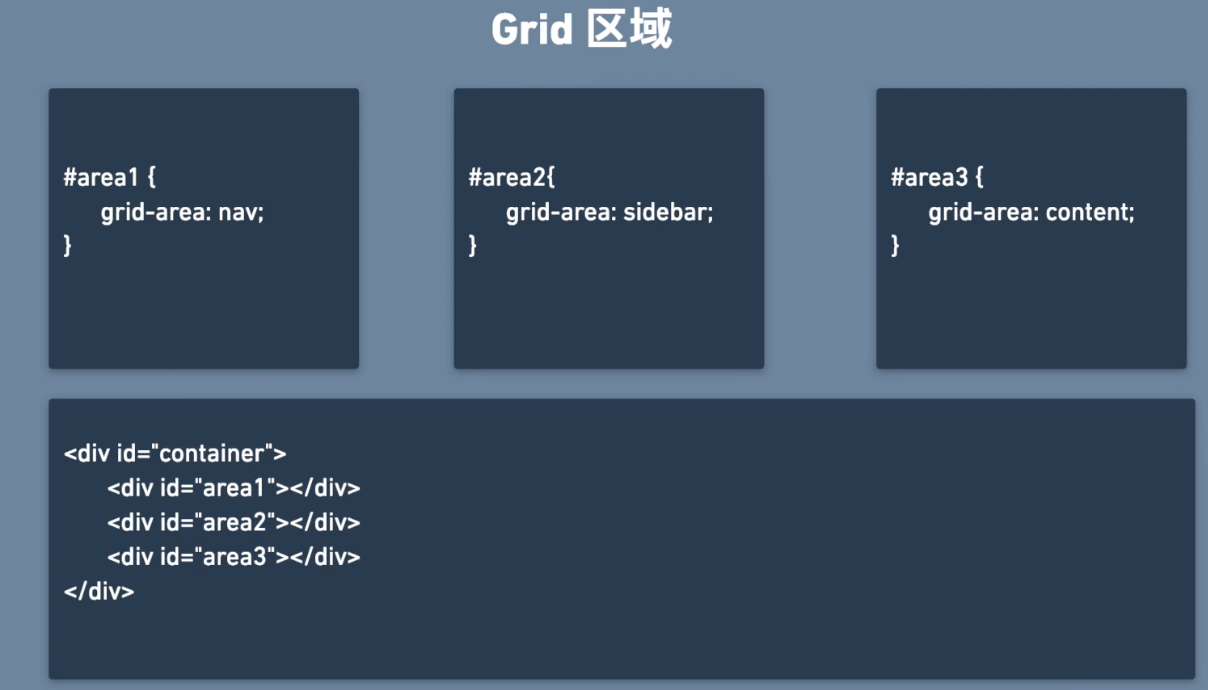 Grid 区域
#area1 {
grid-area: nav;
}
#area2{
grid-area: sidebar;
}
#area3 {
grid-area: content;
}
<div id="container">
<div id="area1"></div>
<div id="area2"></div>
<div id="area3"></div>
</div>